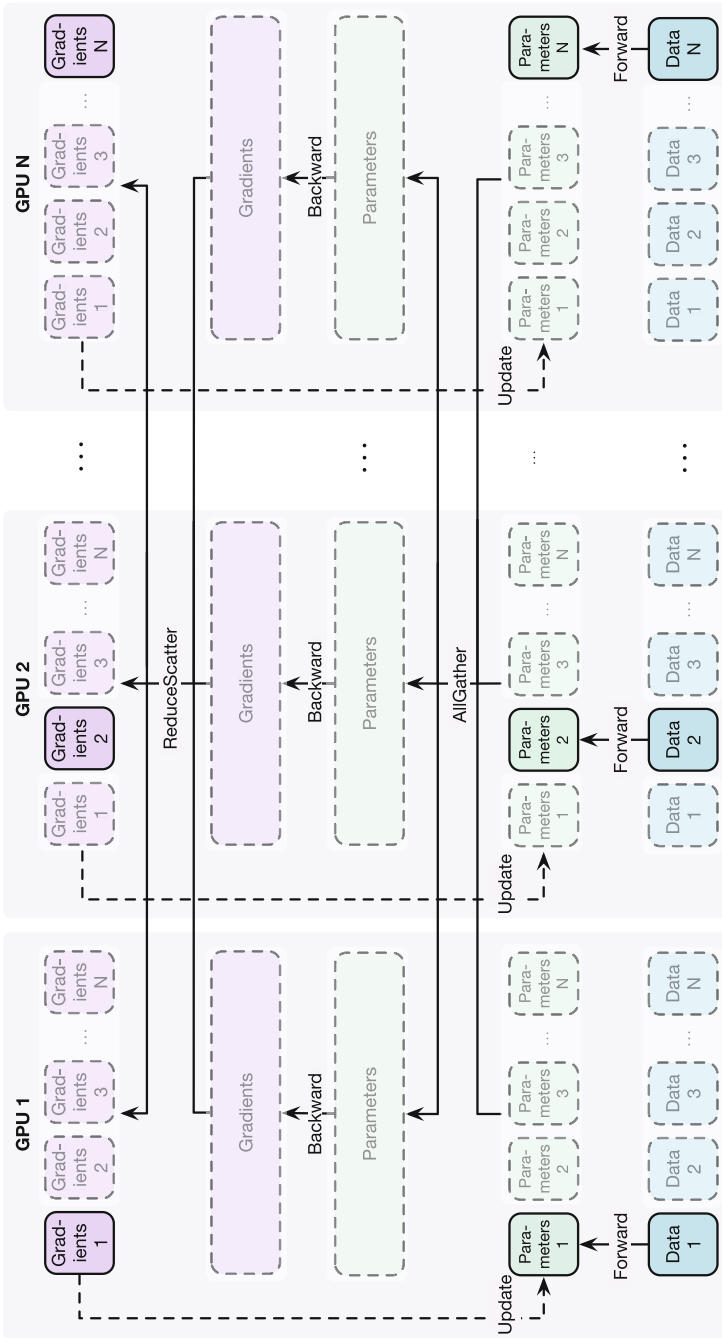 GPU 1
GPU 2
GPU N
Grad-
ients
1
Grad-
ients
2
Grad-
ients
3
...
Grad-
ients
N
Grad-
ients
1
Grad-
ients
2
Grad-
ients
3
...
Grad-
ients
N
...
Grad-
ients
1
Grad-
ients
2
Grad-
ients
3
...
Grad-
ients
N
ReduceScatter
Gradients
Gradients
Gradients
Backward
Backward
Backward
Parameters
Parameters
...
Parameters
AllGather
Update
Update
Update
Para-
meters
1
Para-
meters
2
Para-
meters
3
...
Para-
meters
N
Para-
meters
1
Para-
meters
2
Para-
meters
3
...
Para-
meters
N
...
Para-
meters
1
Para-
meters
2
Para-
meters
3
...
Para-
meters
N
Forward
Forward
Forward
Data
1
Data
2
Data
3
...
Data
N
Data
1
Data
2
Data
3
...
Data
N
...
Data
1
Data
2
Data
3
...
Data
N